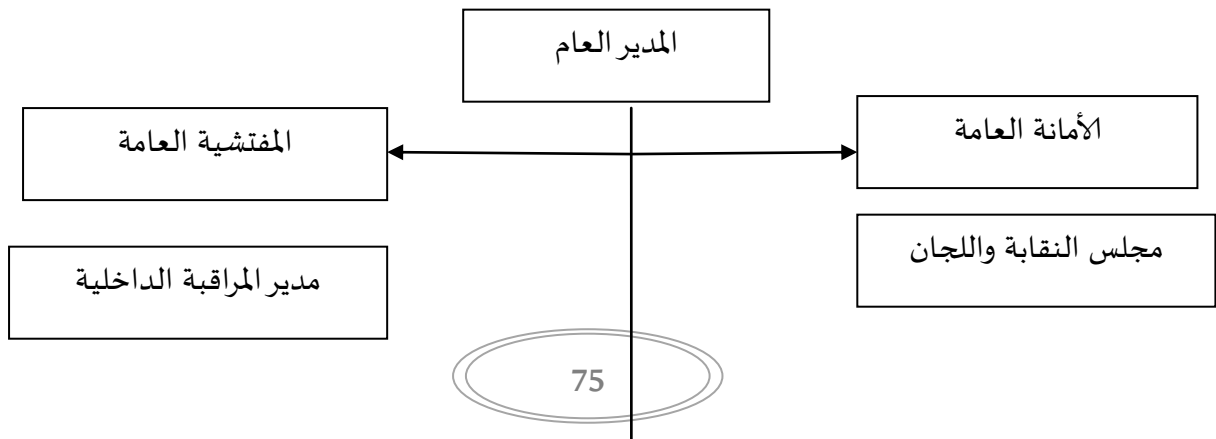 المدير العام
الأمانة العامة
المفتشية العامة
مجلس النقابة واللجان
مدير المراقبة الداخلية
75